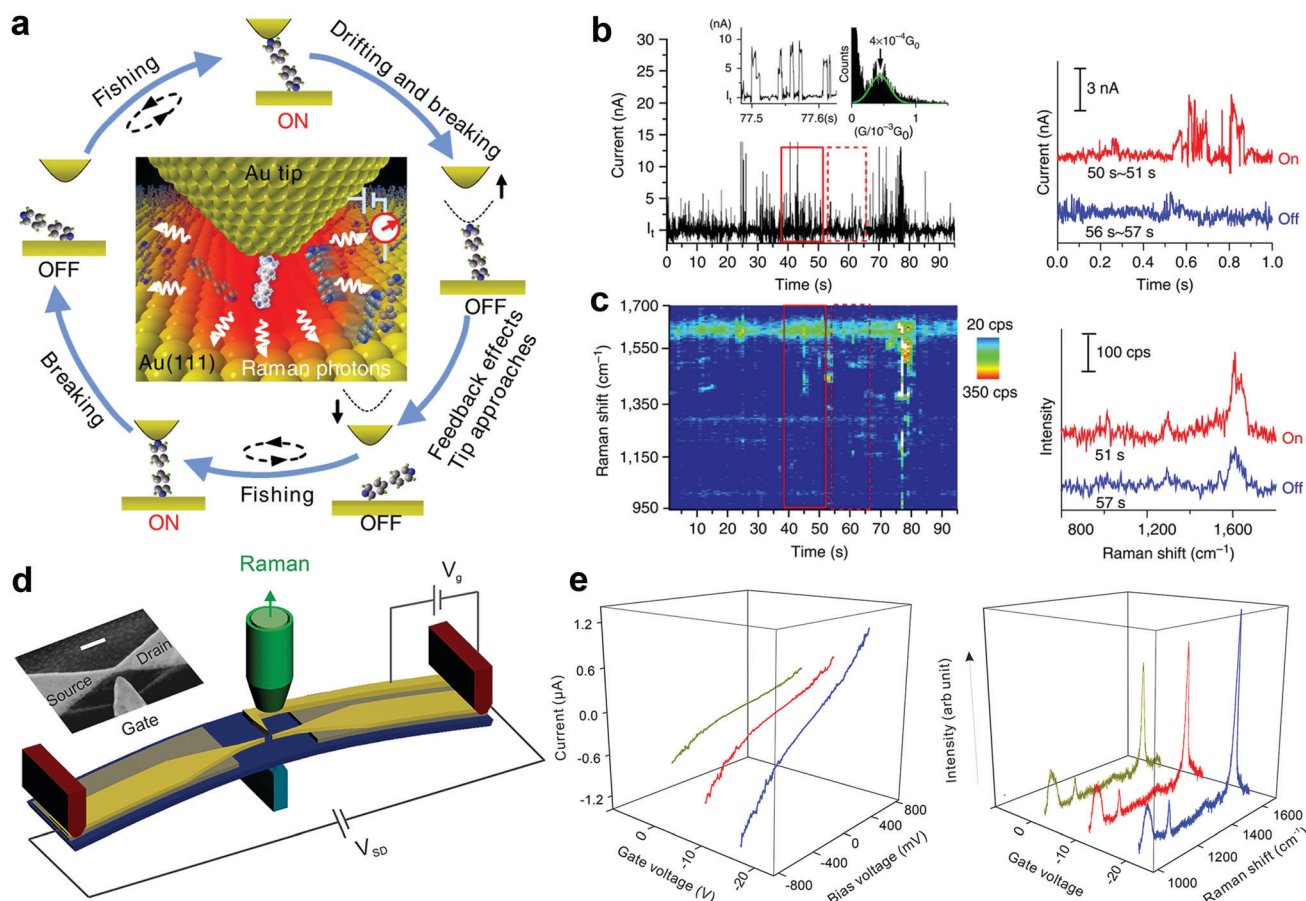 a
Fishing
Drifting and breaking
ON
Au tip
OFF
OFF
Au(111)
Raman photons
Breaking
Feedback effects
Tip approaches
Fishing
ON
OFF
b
(nA)
10
5
It
77.5
77.6(s)
4×10⁻⁴G₀
Counts
0
1
(G/10⁻³G₀)
Current (nA)
30
25
20
15
10
5
It
10 20 30 40 50 60 70 80 90
Time (s)
3 nA
Current (nA)
On
50 s~51 s
Off
56 s~57 s
0.0 0.2 0.4 0.6 0.8 1.0
Time (s)
c
Raman shift (cm⁻¹)
1,700
1,550
1,350
1,150
950
10 20 30 40 50 60 70 80 90
Time (s)
20 cps
350 cps
100 cps
Intensity
On
51 s
Off
57 s
800 1,200 1,600
Raman shift (cm⁻¹)
d
Raman
Vg
Source
Drain
Gate
VSD
e
Current (µA)
1.2
0.6
0.0
-0.6
-1.2
0
-10
-20
Gate voltage (V)
-800
-400
0
400
800
Bias voltage (mV)
Intensity (arb unit)
0
-10
-20
Gate voltage
1000
1200
1400
1600
Raman shift (cm⁻¹)